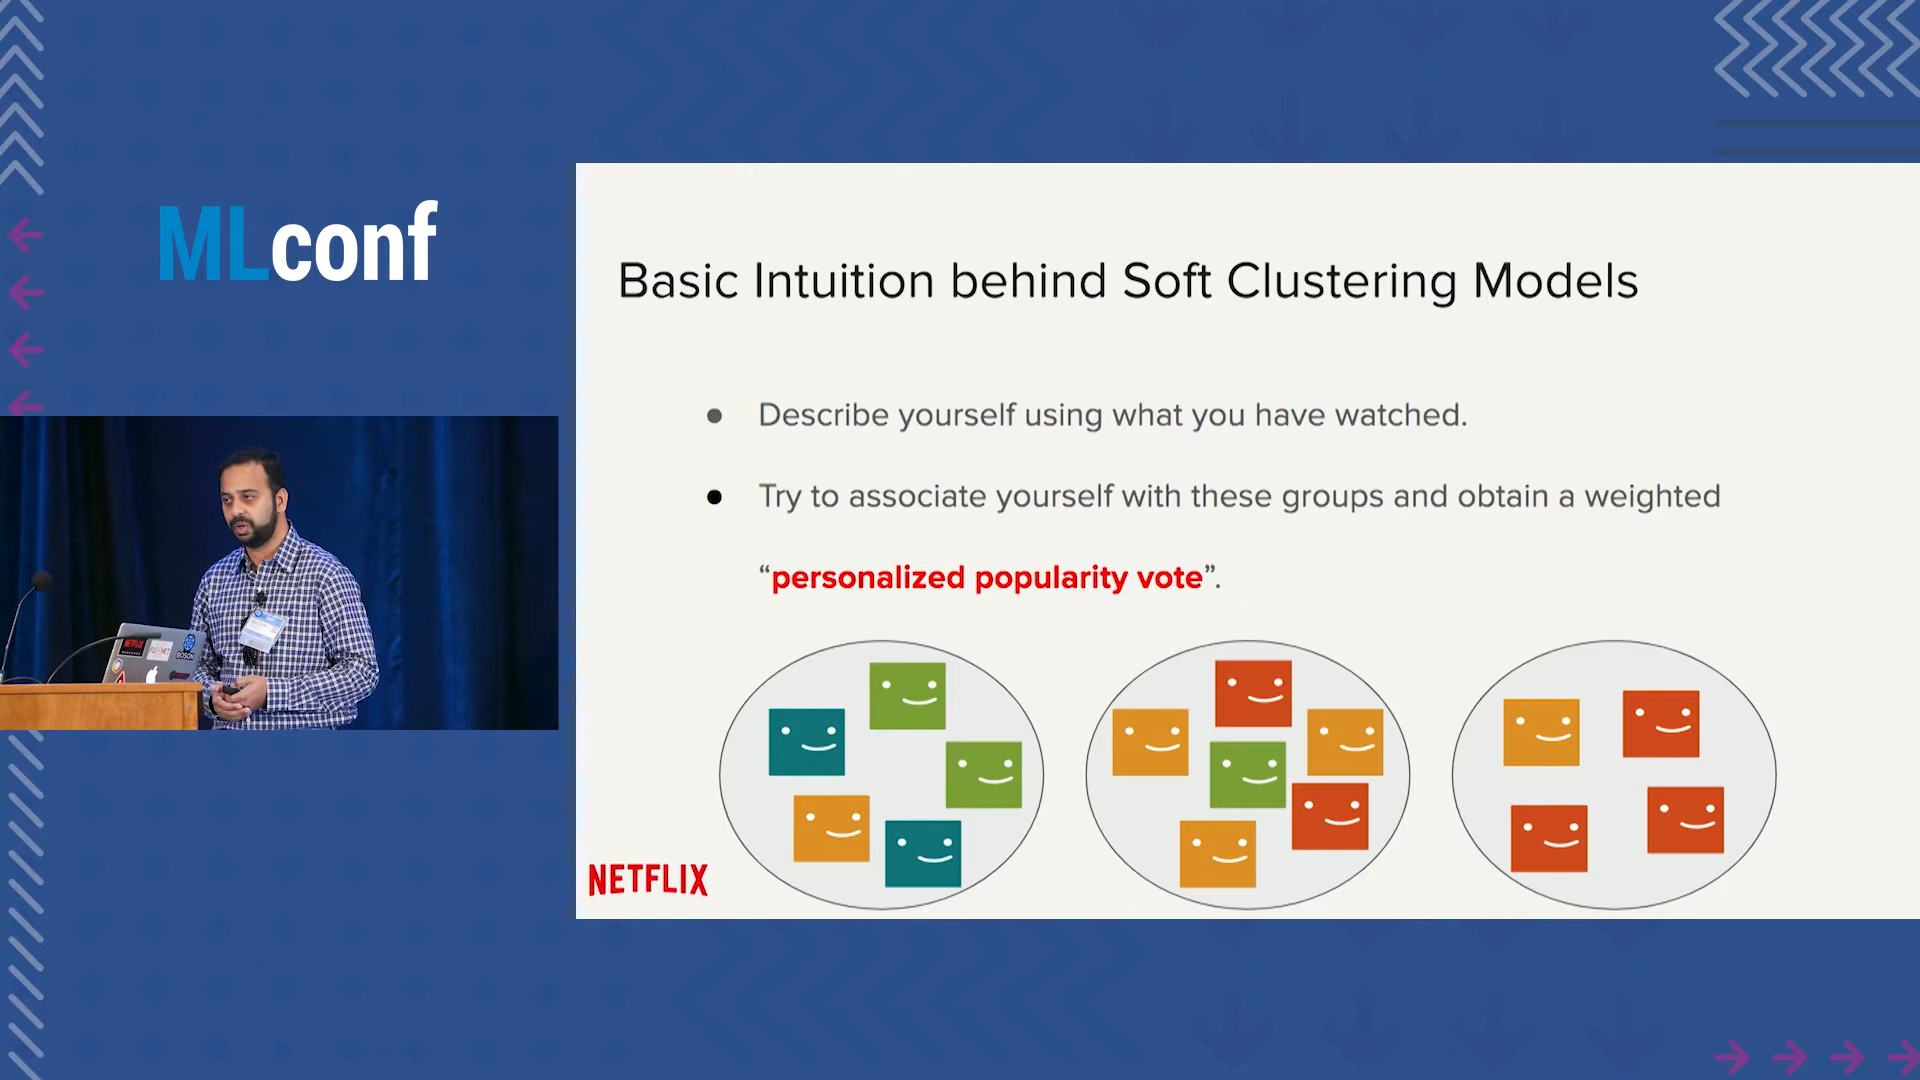 MLconf
Basic Intuition behind Soft Clustering Models
● Describe yourself using what you have watched.
● Try to associate yourself with these groups and obtain a weighted
“personalized popularity vote”.
NETFLIX
NETFLIX